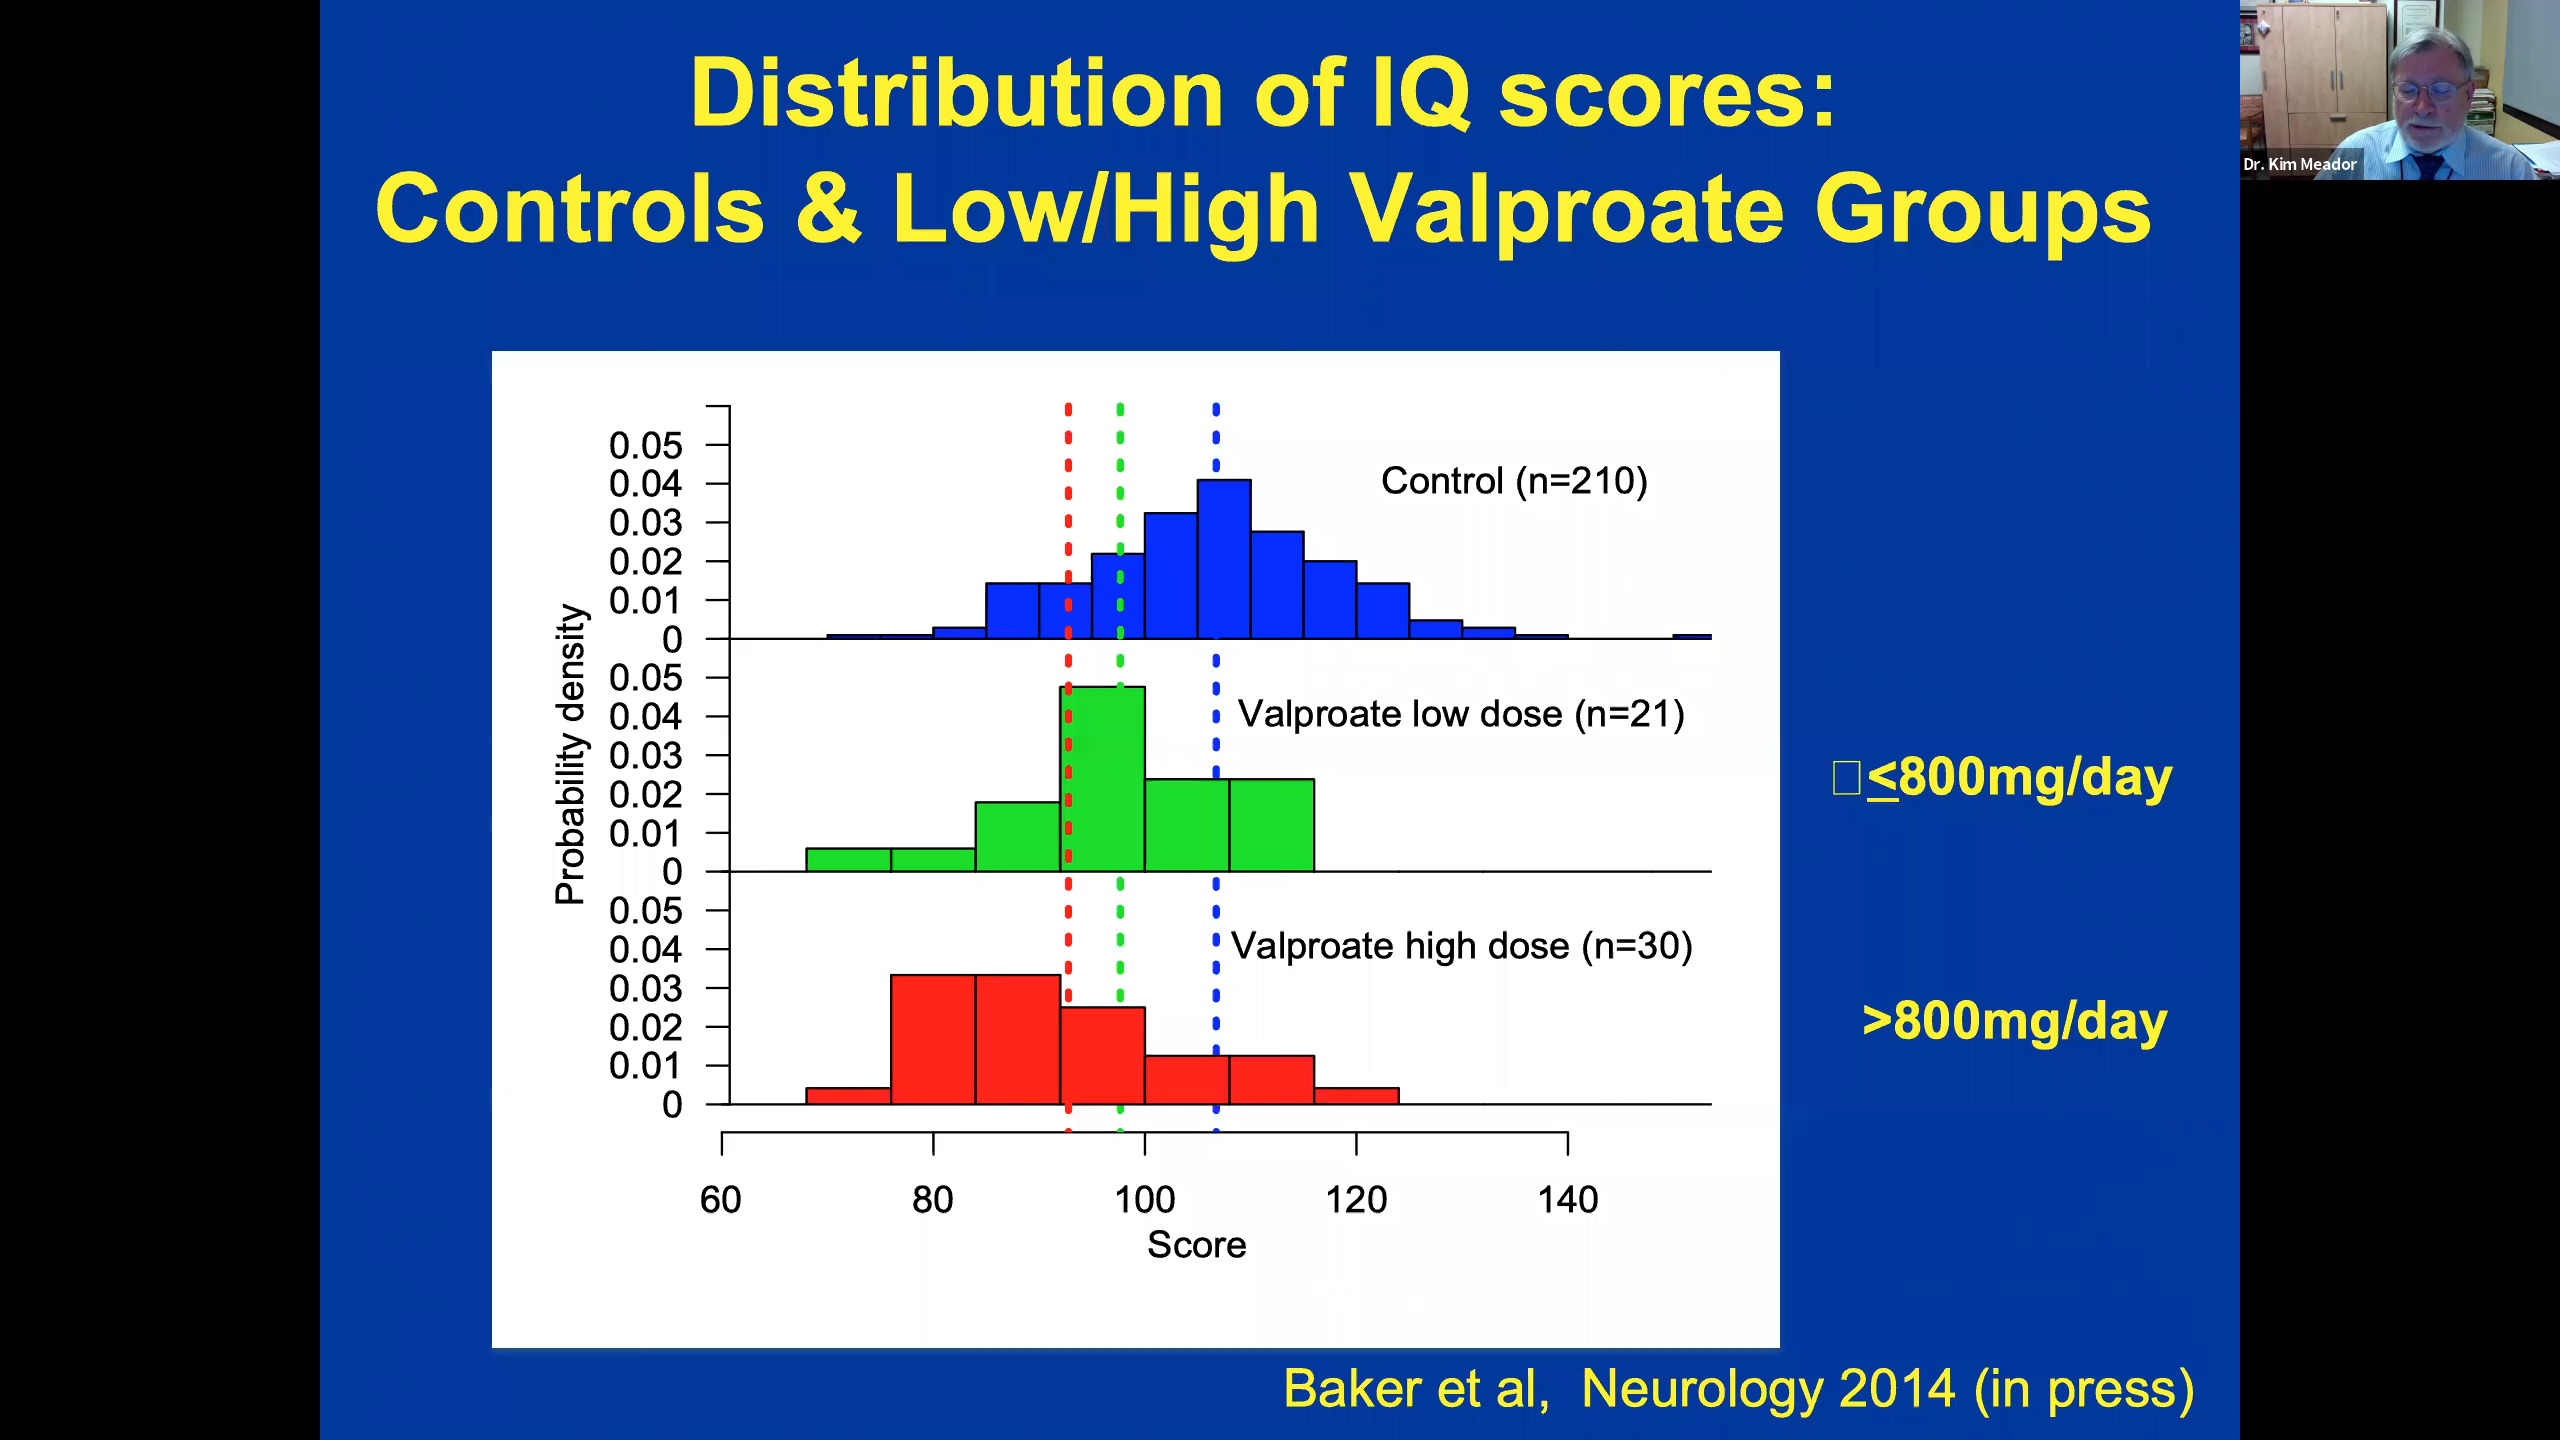 Distribution of IQ scores:
Controls & Low/High Valproate Groups
Dr. Kim Meador
Probability density
0.05
0.04
0.03
0.02
0.01
0
Control (n=210)
0.05
0.04
0.03
0.02
0.01
0
Valproate low dose (n=21)
≤800mg/day
0.05
0.04
0.03
0.02
0.01
0
Valproate high dose (n=30)
>800mg/day
60 80 100 120 140
Score
Baker et al, Neurology 2014 (in press)